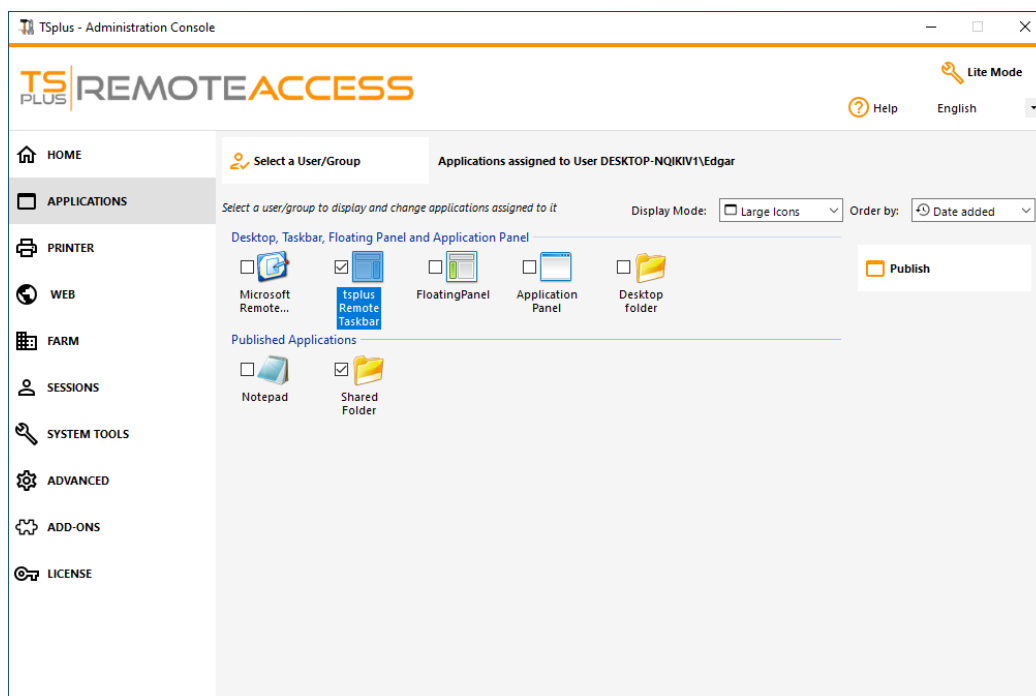 TSplus - Administration Console
TS PLUS REMOTEACCESS
Lite Mode
Help English
HOME
APPLICATIONS
PRINTER
WEB
FARM
SESSIONS
SYSTEM TOOLS
ADVANCED
ADD-ONS
LICENSE
Select a User/Group Applications assigned to User DESKTOP-NQIKIV1\Edgar
Select a user/group to display and change applications assigned to it Display Mode: Large Icons Order by: Date added
Desktop, Taskbar, Floating Panel and Application Panel
Microsoft Remote...
tsplus Remote Taskbar
FloatingPanel
Application Panel
Desktop folder
Publish
Published Applications
Notepad
Shared Folder